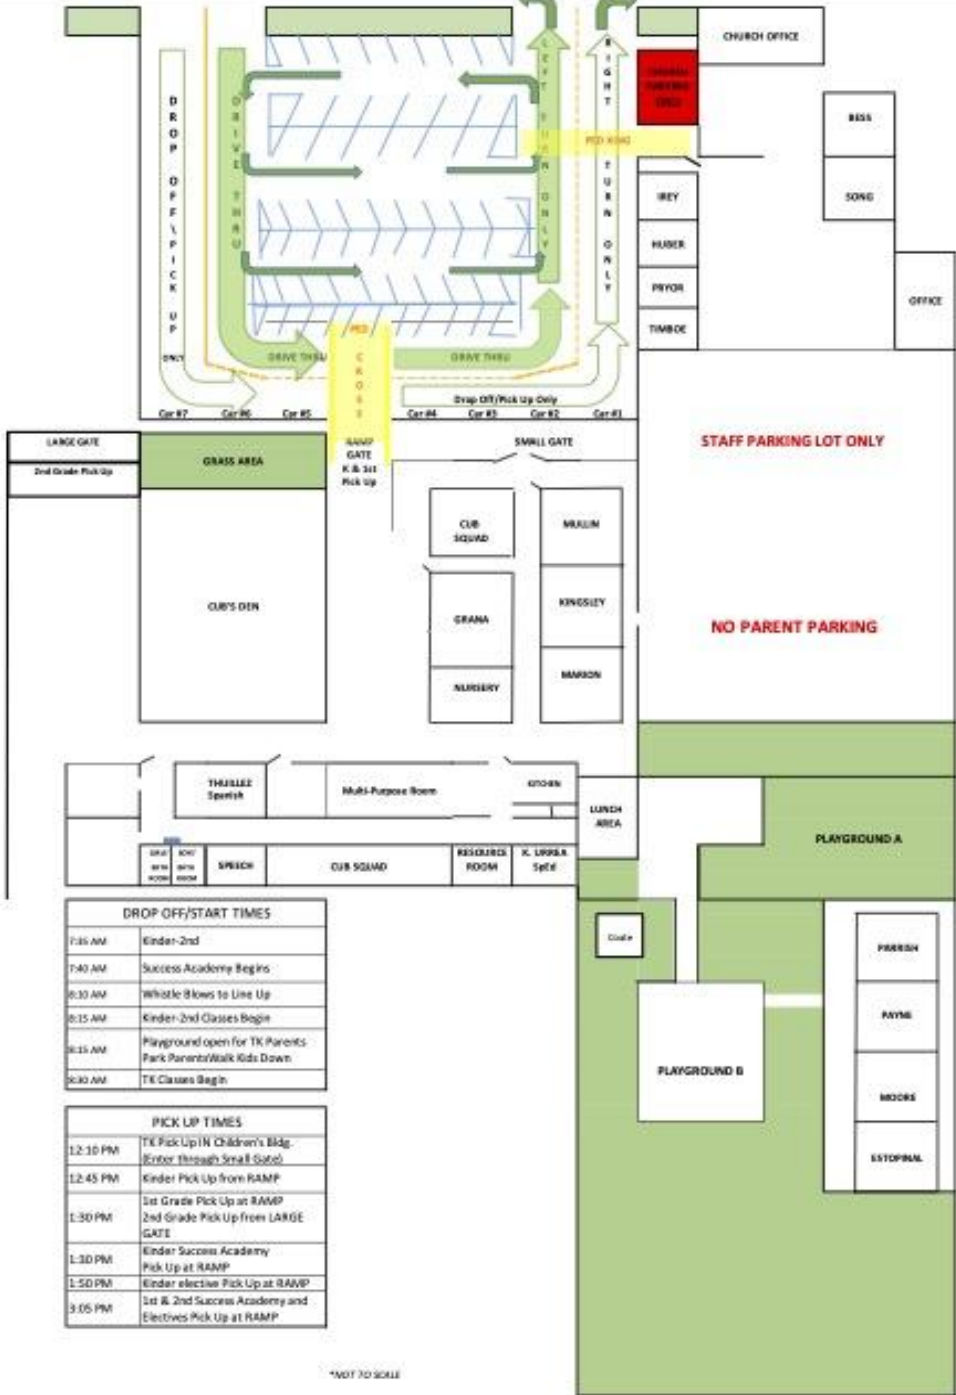 CHURCH OFFICE
LEFT TURN ONLY
RIGHT TURN ONLY
DROP OFF/PICK UP ONLY
DRIVE THRU
BESS
PED XING
IREY
SONG
HUBER
PRYOR
OFFICE
TIMBOE
PED CROSS
DRIVE THRU
DRIVE THRU
Drop Off/Pick Up Only
Car #7
Car #6
Car #5
Car #4
Car #3
Car #2
Car #1
LARGE GATE
2nd Grade Pick Up
GRASS AREA
RAMP
GATE
K & 1st
Pick Up
SMALL GATE
STAFF PARKING LOT ONLY
CUB
SQUAD
MULLIN
CUB'S DEN
GRANA
KINGSLEY
NO PARENT PARKING
NURSERY
MARION
THUILLEZ
Spanish
Multi-Purpose Room
KITCHEN
LUNCH
AREA
PLAYGROUND A
SPEECH
CUB SQUAD
RESOURCE
ROOM
K. URREA
SpEd
PARRISH
PAYNE
PLAYGROUND B
MOORE
ESTOPINAL
DROP OFF/START TIMES
7:35 AM Kinder-2nd
7:40 AM Success Academy Begins
8:10 AM Whistle Blows to Line Up
8:15 AM Kinder-2nd Classes Begin
8:15 AM Playground open for TK Parents
Park ParentsWalk Kids Down
8:30 AM TK Classes Begin
PICK UP TIMES
12:10 PM TK Pick Up IN Children's Bldg.
(Enter through Small Gate)
12:45 PM Kinder Pick Up from RAMP
1:30 PM 1st Grade Pick Up at RAMP
2nd Grade Pick Up from LARGE
GATE
1:30 PM Kinder Success Academy
Pick Up at RAMP
1:50 PM Kinder elective Pick Up at RAMP
3:05 PM 1st & 2nd Success Academy and
Electives Pick Up at RAMP
*NOT TO SCALE